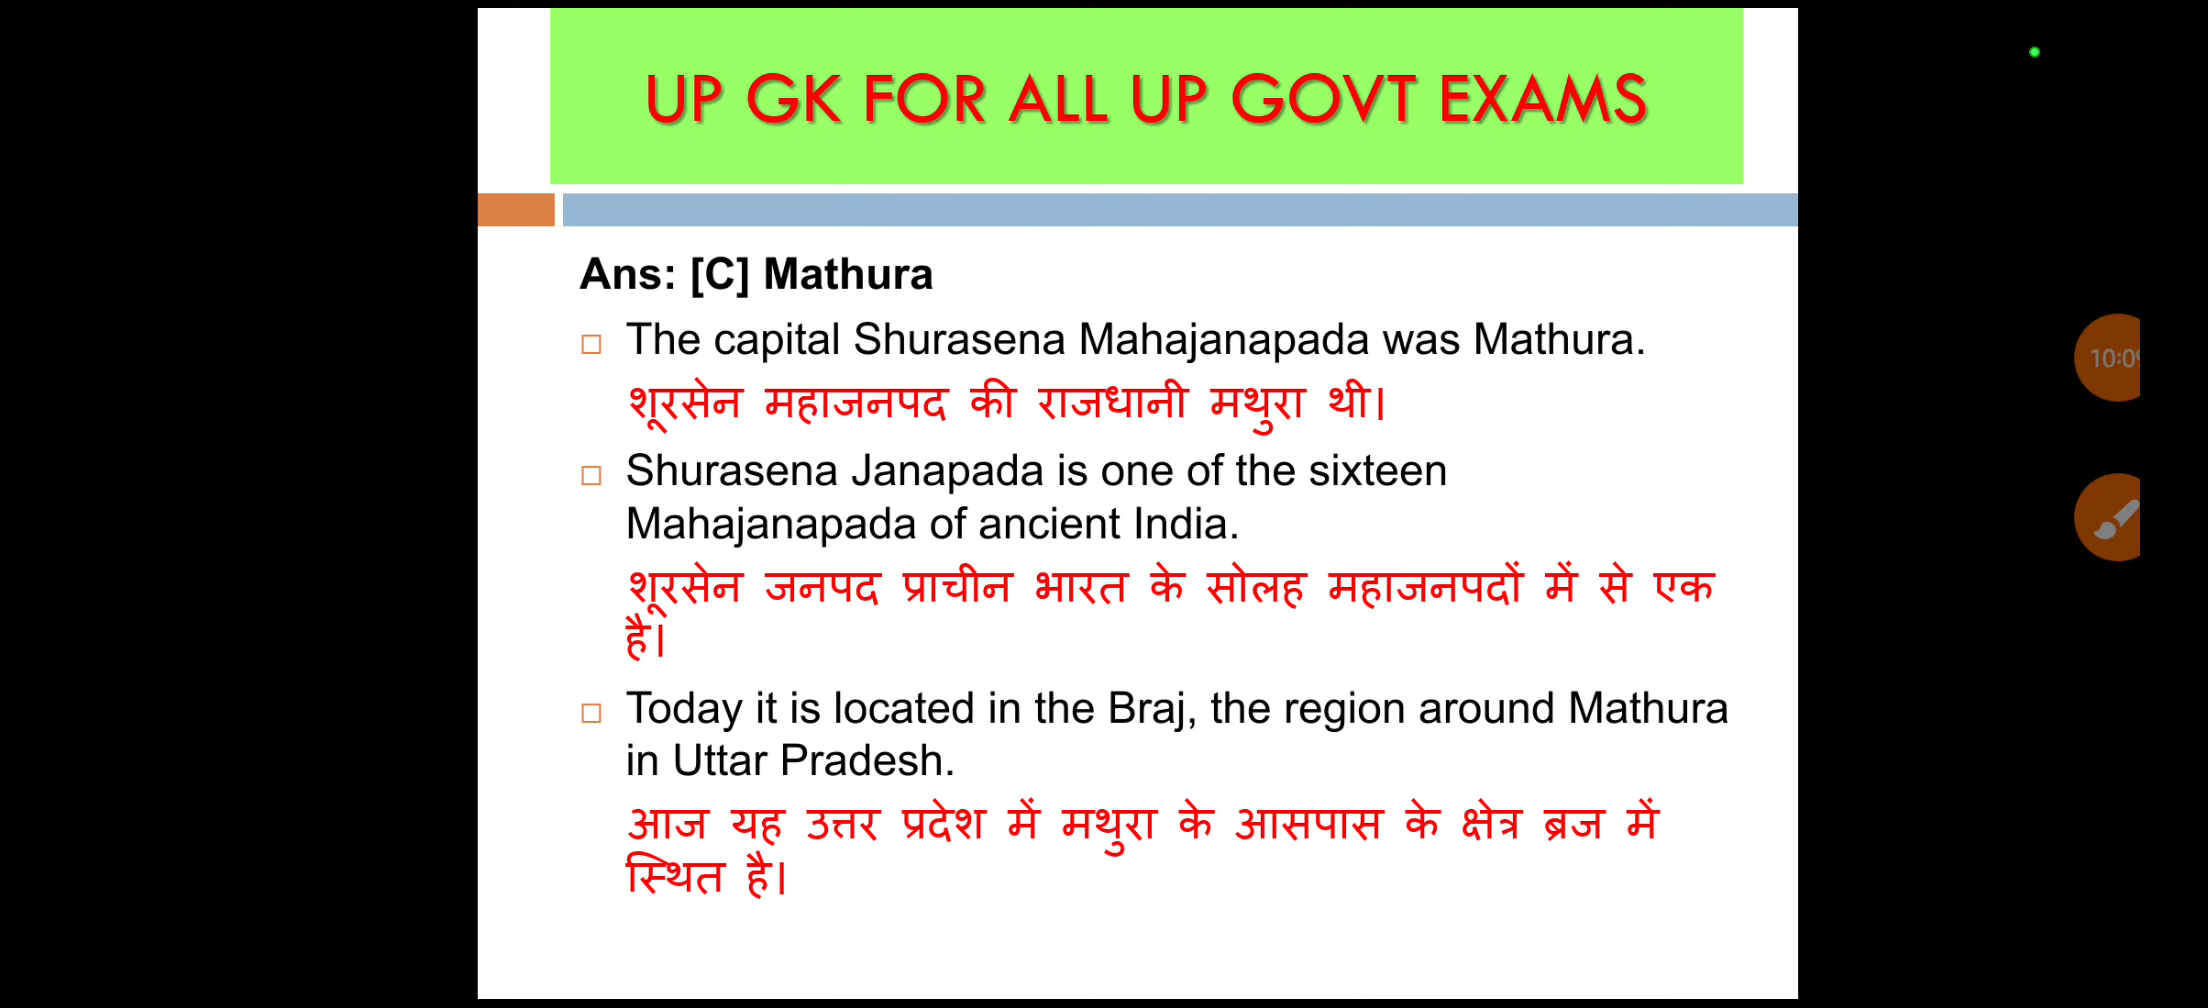 UP GK FOR ALL UP GOVT EXAMS
Ans: [C] Mathura
The capital Shurasena Mahajanapada was Mathura.
शूरसेन महाजनपद की राजधानी मथुरा थी।
Shurasena Janapada is one of the sixteen
Mahajanapada of ancient India.
शूरसेन जनपद प्राचीन भारत के सोलह महाजनपदों में से एक
है।
Today it is located in the Braj, the region around Mathura
in Uttar Pradesh.
आज यह उत्तर प्रदेश में मथुरा के आसपास के क्षेत्र ब्रज में
स्थित है।